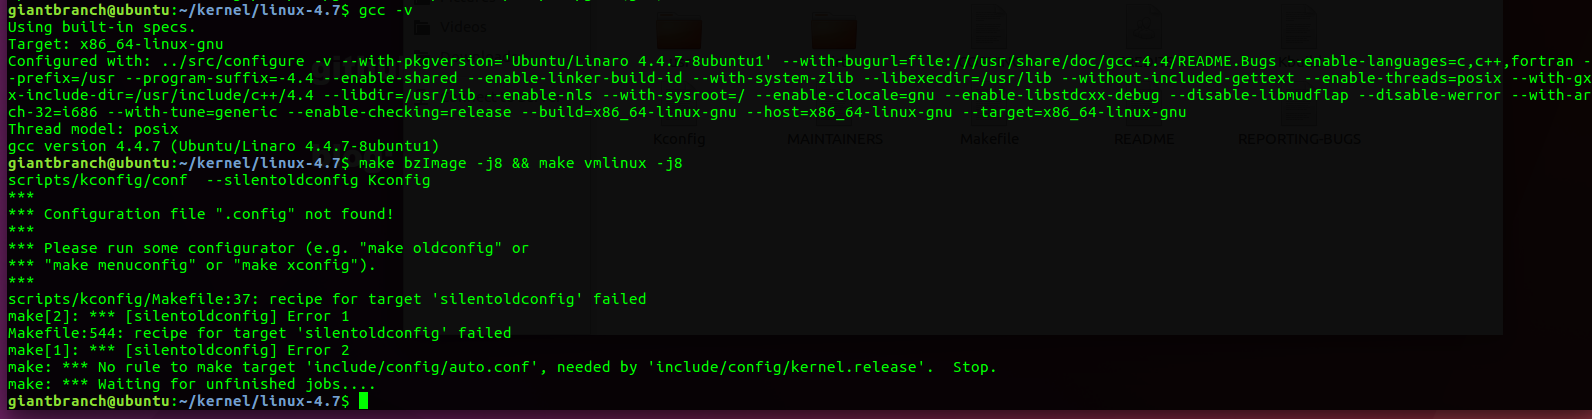 giantbranch@ubuntu:~/kernel/linux-4.7$ gcc -v
Using built-in specs.
Videos
Target: x86_64-linux-gnu
Configured with: ../src/configure -v --with-pkgversion='Ubuntu/Linaro 4.4.7-8ubuntu1' --with-bugurl=file:///usr/share/doc/gcc-4.4/README.Bugs --enable-languages=c,c++,fortran -
-prefix=/usr --program-suffix=-4.4 --enable-shared --enable-linker-build-id --with-system-zlib --libexecdir=/usr/lib --without-included-gettext --enable-threads=posix --with-gx
x-include-dir=/usr/include/c++/4.4 --libdir=/usr/lib --enable-nls --with-sysroot=/ --enable-clocale=gnu --enable-libstdcxx-debug --disable-libmudflap --disable-werror --with-ar
ch-32=i686 --with-tune=generic --enable-checking=release --build=x86_64-linux-gnu --host=x86_64-linux-gnu --target=x86_64-linux-gnu
Thread model: posix
Kconfig MAINTAINERS Makefile README REPORTING-BUGS
gcc version 4.4.7 (Ubuntu/Linaro 4.4.7-8ubuntu1)
giantbranch@ubuntu:~/kernel/linux-4.7$ make bzImage -j8 && make vmlinux -j8
scripts/kconfig/conf  --silentoldconfig Kconfig
***
*** Configuration file ".config" not found!
***
*** Please run some configurator (e.g. "make oldconfig" or
*** "make menuconfig" or "make xconfig").
***
scripts/kconfig/Makefile:37: recipe for target 'silentoldconfig' failed
make[2]: *** [silentoldconfig] Error 1
Makefile:544: recipe for target 'silentoldconfig' failed
make[1]: *** [silentoldconfig] Error 2
make: *** No rule to make target 'include/config/auto.conf', needed by 'include/config/kernel.release'.  Stop.
make: *** Waiting for unfinished jobs....
giantbranch@ubuntu:~/kernel/linux-4.7$